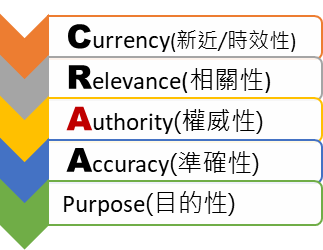 Currency(新近/時效性)
Relevance(相關性)
Authority(權威性)
Accuracy(準確性)
Purpose(目的性)